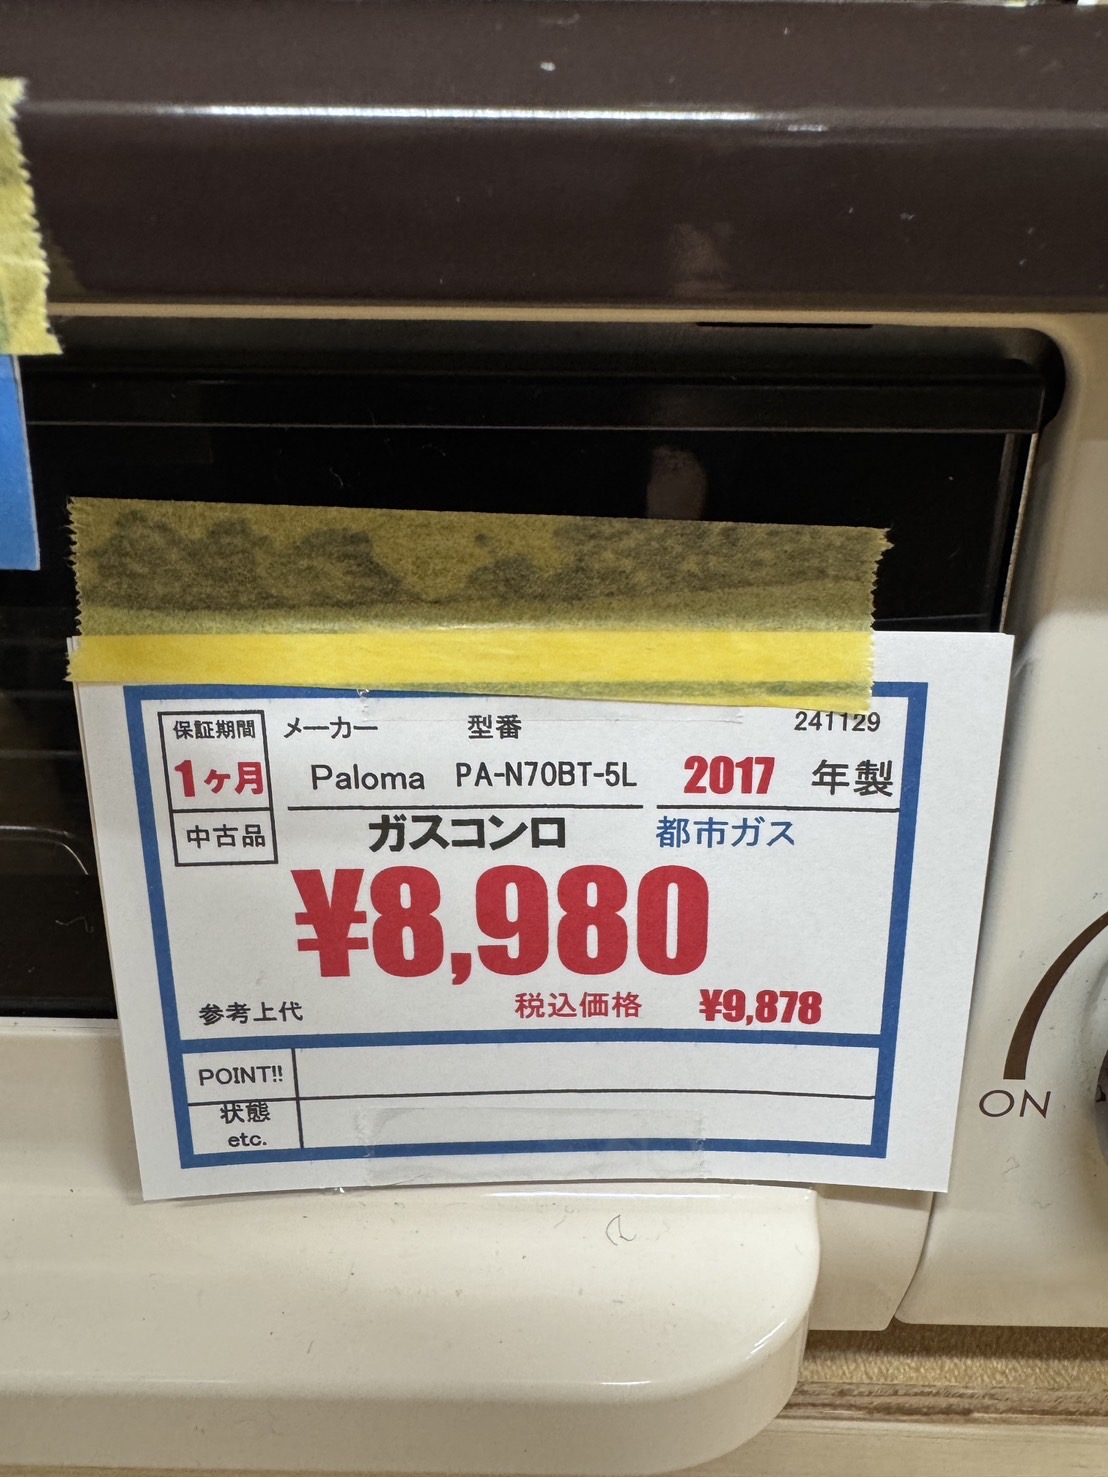 保証期間 メーカー 型番 241129
1ヶ月 Paloma PA-N70BT-5L 2017 年製
中古品 ガスコンロ 都市ガス
¥8,980
参考上代 税込価格 ¥9,878
POINT!!
状態
etc.
ON